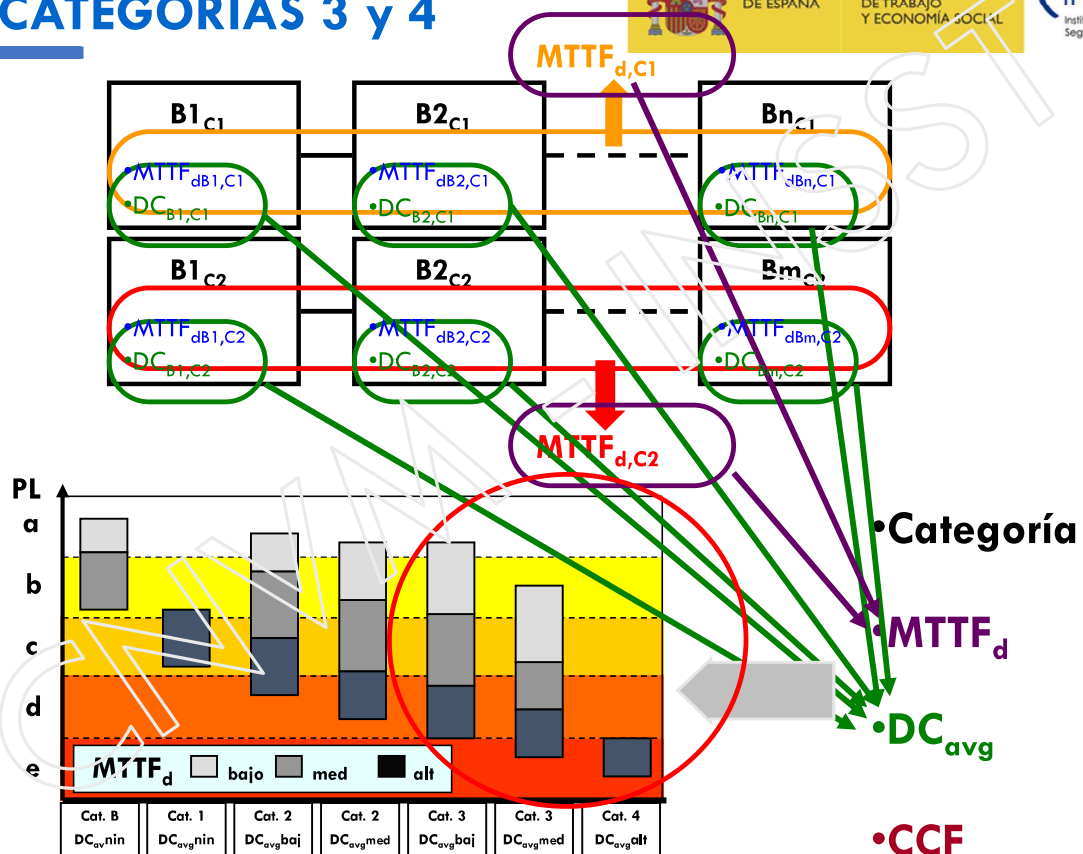 CATEGORÍAS 3 y 4
DE ESPAÑA
DE TRABAJO
Y ECONOMÍA SOCIAL
MTTFd,C1
B1C1
B2C1
BnC1
•MTTFdB1,C1
•MTTFdB2,C1
•MTTFdBn,C1
•DCB1,C1
•DCB2,C1
•DCBn,C1
B1C2
B2C2
BmC2
•MTTFdB1,C2
•MTTFdB2,C2
•MTTFdBm,C2
•DCB1,C2
•DCB2,C2
•DCBm,C2
MTTFd,C2
PL
a
b
c
d
e
MTTFd bajo med alt
Cat. B
DCavnin
Cat. 1
DCavgnin
Cat. 2
DCavgbaj
Cat. 2
DCavgmed
Cat. 3
DCavgbaj
Cat. 3
DCavgmed
Cat. 4
DCavgalt
•Categoría
•MTTFd
•DCavg
•CCF
CNVM - INSST